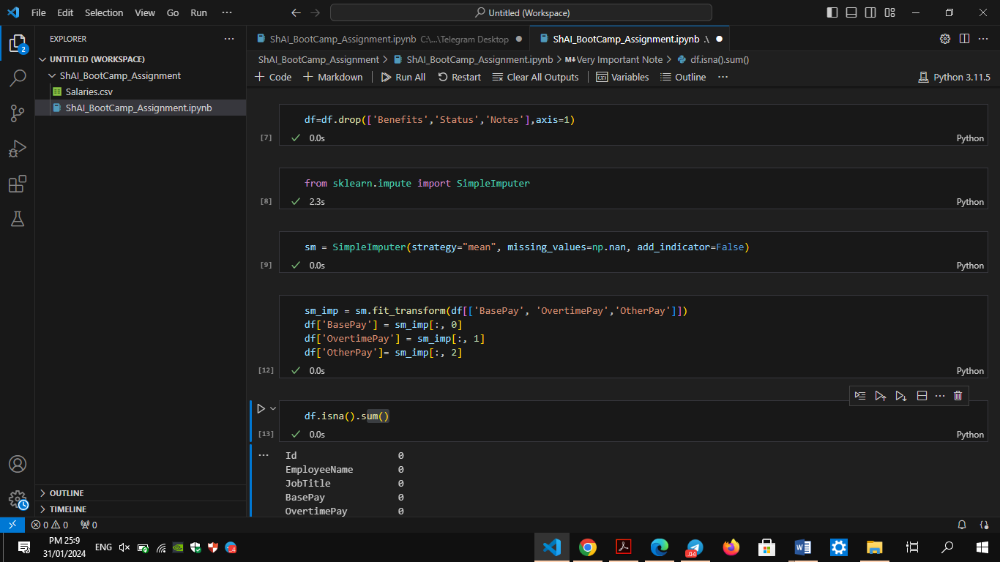 File Edit Selection View Go Run ···
Untitled (Workspace)
EXPLORER
UNTITLED (WORKSPACE)
ShAI_BootCamp_Assignment
Salaries.csv
ShAI_BootCamp_Assignment.ipynb
OUTLINE
TIMELINE
2
ShAI_BootCamp_Assignment.ipynb C:\...\Telegram Desktop
ShAI_BootCamp_Assignment.ipynb .\
ShAI_BootCamp_Assignment > ShAI_BootCamp_Assignment.ipynb > M↓Very Important Note > df.isna().sum()
+ Code + Markdown Run All Restart Clear All Outputs Variables Outline ···
Python 3.11.5
df=df.drop(['Benefits','Status','Notes'],axis=1)
[7] 0.0s Python
from sklearn.impute import SimpleImputer
[8] 2.3s Python
sm = SimpleImputer(strategy="mean", missing_values=np.nan, add_indicator=False)
[9] 0.0s Python
sm_imp = sm.fit_transform(df[['BasePay', 'OvertimePay','OtherPay']])
df['BasePay'] = sm_imp[:, 0]
df['OvertimePay'] = sm_imp[:, 1]
df['OtherPay']= sm_imp[:, 2]
[12] 0.0s Python
df.isna().sum()
[13] 0.0s Python
Id 0
EmployeeName 0
JobTitle 0
BasePay 0
OvertimePay 0
0 0 0
PM 25:9
31/01/2024
ENG
.04